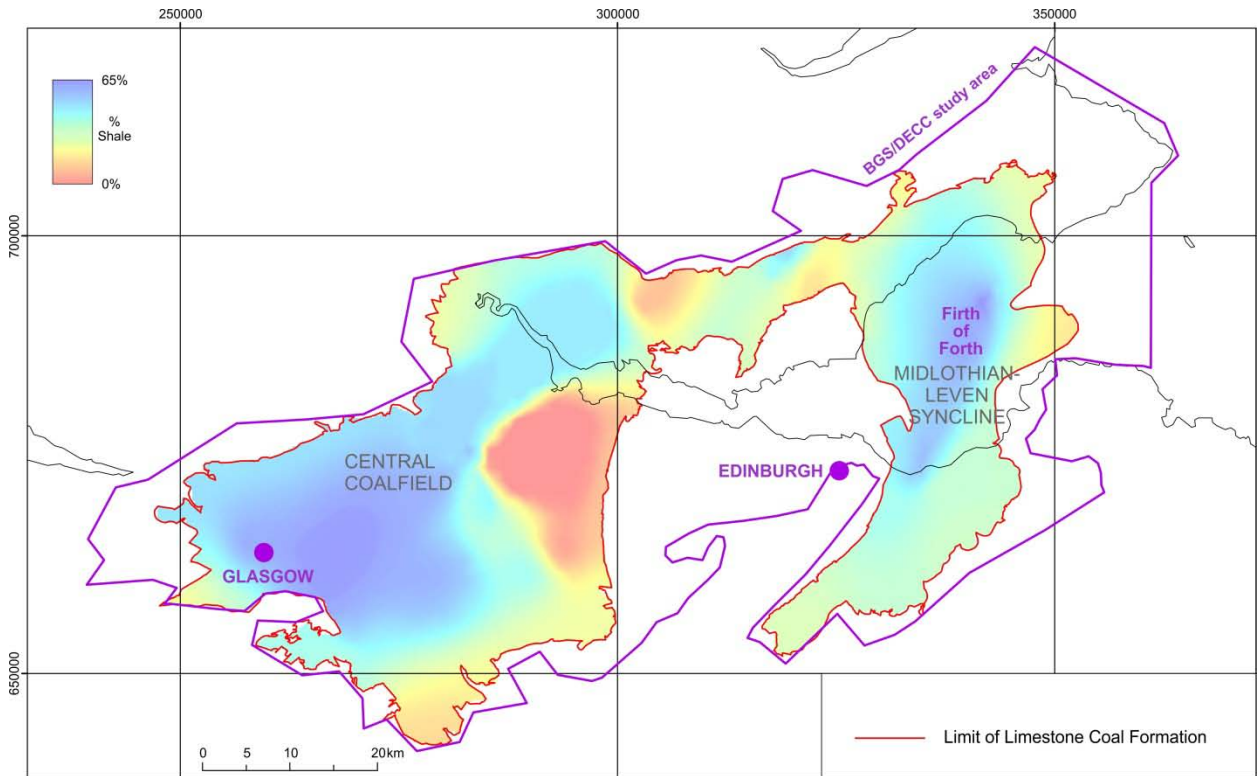 250000
300000
350000
65%
%
Shale
0%
BGS/DECC study area
700000
Firth
of
Forth
MIDLOTHIAN-
LEVEN
SYNCLINE
CENTRAL
COALFIELD
EDINBURGH
GLASGOW
650000
0 5 10 20km
Limit of Limestone Coal Formation